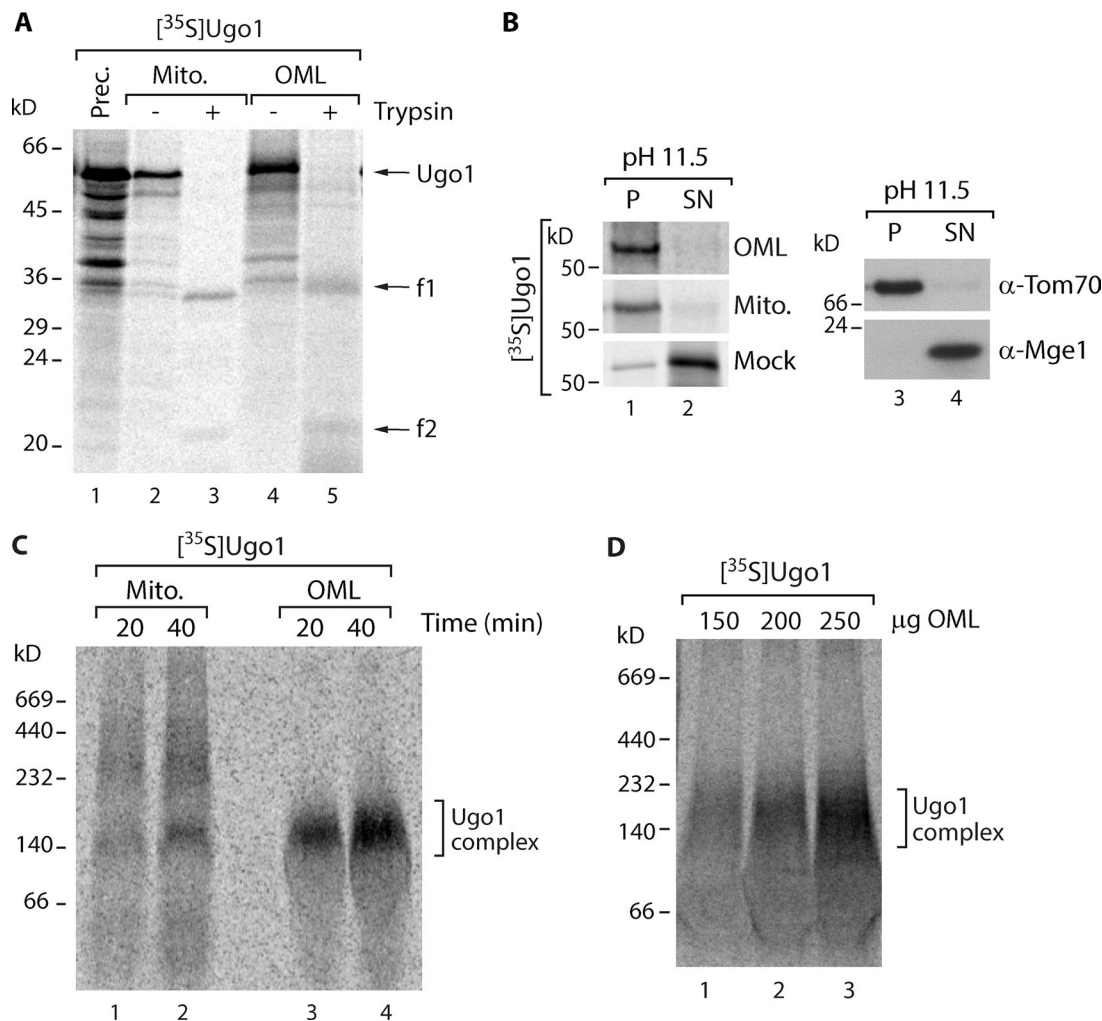 A
[³⁵S]Ugo1
Prec.
Mito.
OML
kD
- + - +
Trypsin
66
45
36
29
24
20
Ugo1
f1
f2
1 2 3 4 5
B
pH 11.5
P SN
[³⁵S]Ugo1
kD
50
OML
50
Mito.
50
Mock
1 2
pH 11.5
kD
P SN
66
α-Tom70
24
α-Mge1
3 4
C
[³⁵S]Ugo1
Mito.
OML
20 40 20 40
Time (min)
kD
669
440
232
140
66
Ugo1
complex
1 2 3 4
D
[³⁵S]Ugo1
150 200 250
μg OML
kD
669
440
232
140
66
Ugo1
complex
1 2 3